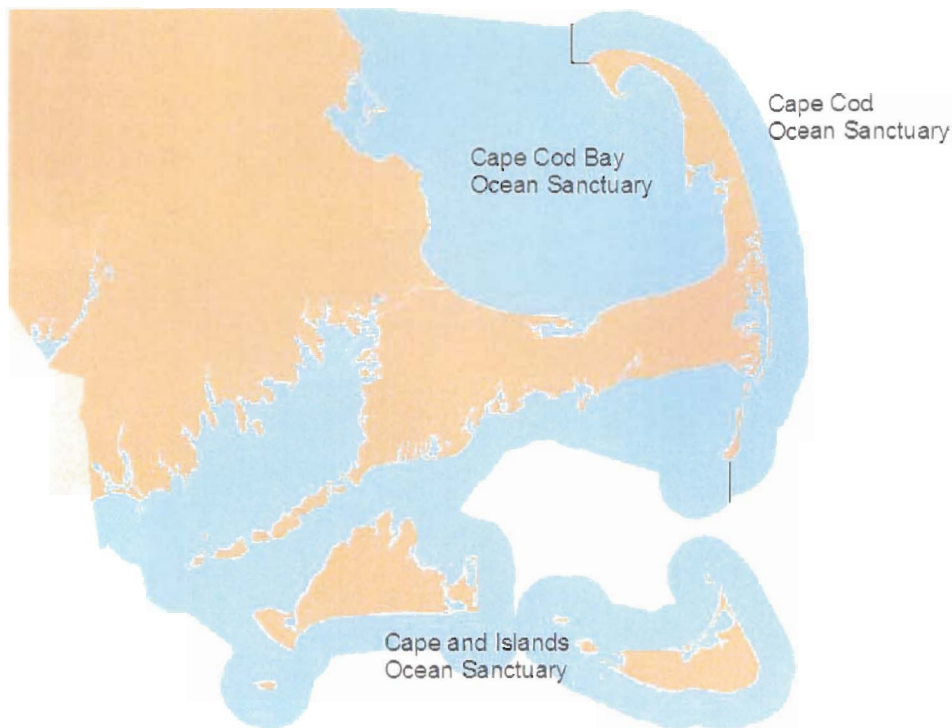 Cape Cod
Ocean Sanctuary
Cape Cod Bay
Ocean Sanctuary
Cape and Islands
Ocean Sanctuary